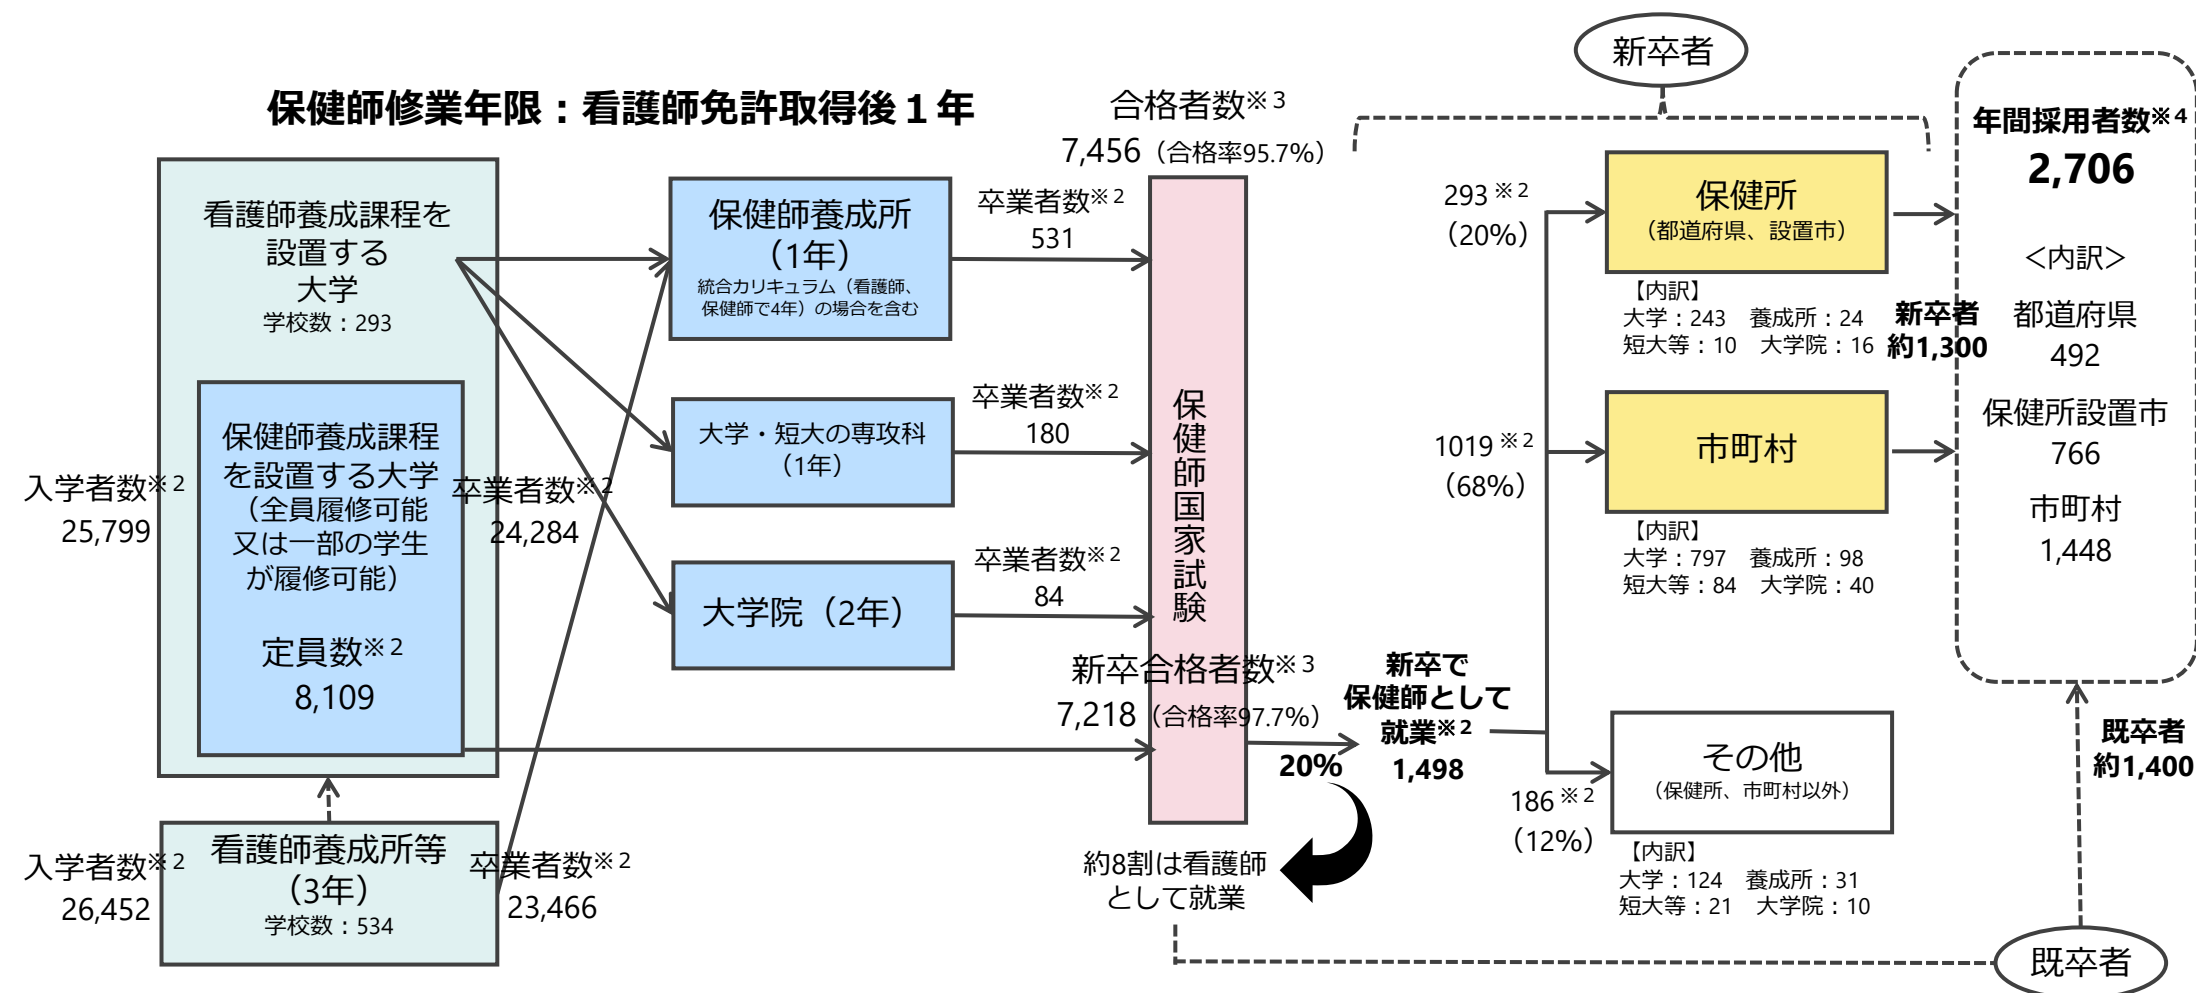 保健師修業年限：看護師免許取得後１年
看護師養成課程を
設置する
大学
学校数：293
保健師養成課程
を設置する大学
（全員履修可能
又は一部の学生
が履修可能）
定員数※２
8,109
入学者数※２
25,799
卒業者数※２
24,284
看護師養成所等
（3年）
学校数：534
入学者数※２
26,452
卒業者数※２
23,466
保健師養成所
（1年）
統合カリキュラム（看護師、
保健師で4年）の場合を含む
卒業者数※２
531
大学・短大の専攻科
（1年）
卒業者数※２
180
大学院（2年）
卒業者数※２
84
合格者数※３
7,456（合格率95.7%）
保健師国家試験
新卒合格者数※３
7,218（合格率97.7%）
20%
約8割は看護師
として就業
新卒で
保健師として
就業※２
1,498
新卒者
293※２
（20%）
保健所
（都道府県、設置市）
【内訳】
大学：243　養成所：24
短大等：10　大学院：16
新卒者
約1,300
1019※２
（68%）
市町村
【内訳】
大学：797　養成所：98
短大等：84　大学院：40
186※２
（12%）
その他
（保健所、市町村以外）
【内訳】
大学：124　養成所：31
短大等：21　大学院：10
年間採用者数※４
2,706
＜内訳＞
都道府県
492
保健所設置市
766
市町村
1,448
既卒者
約1,400
既卒者